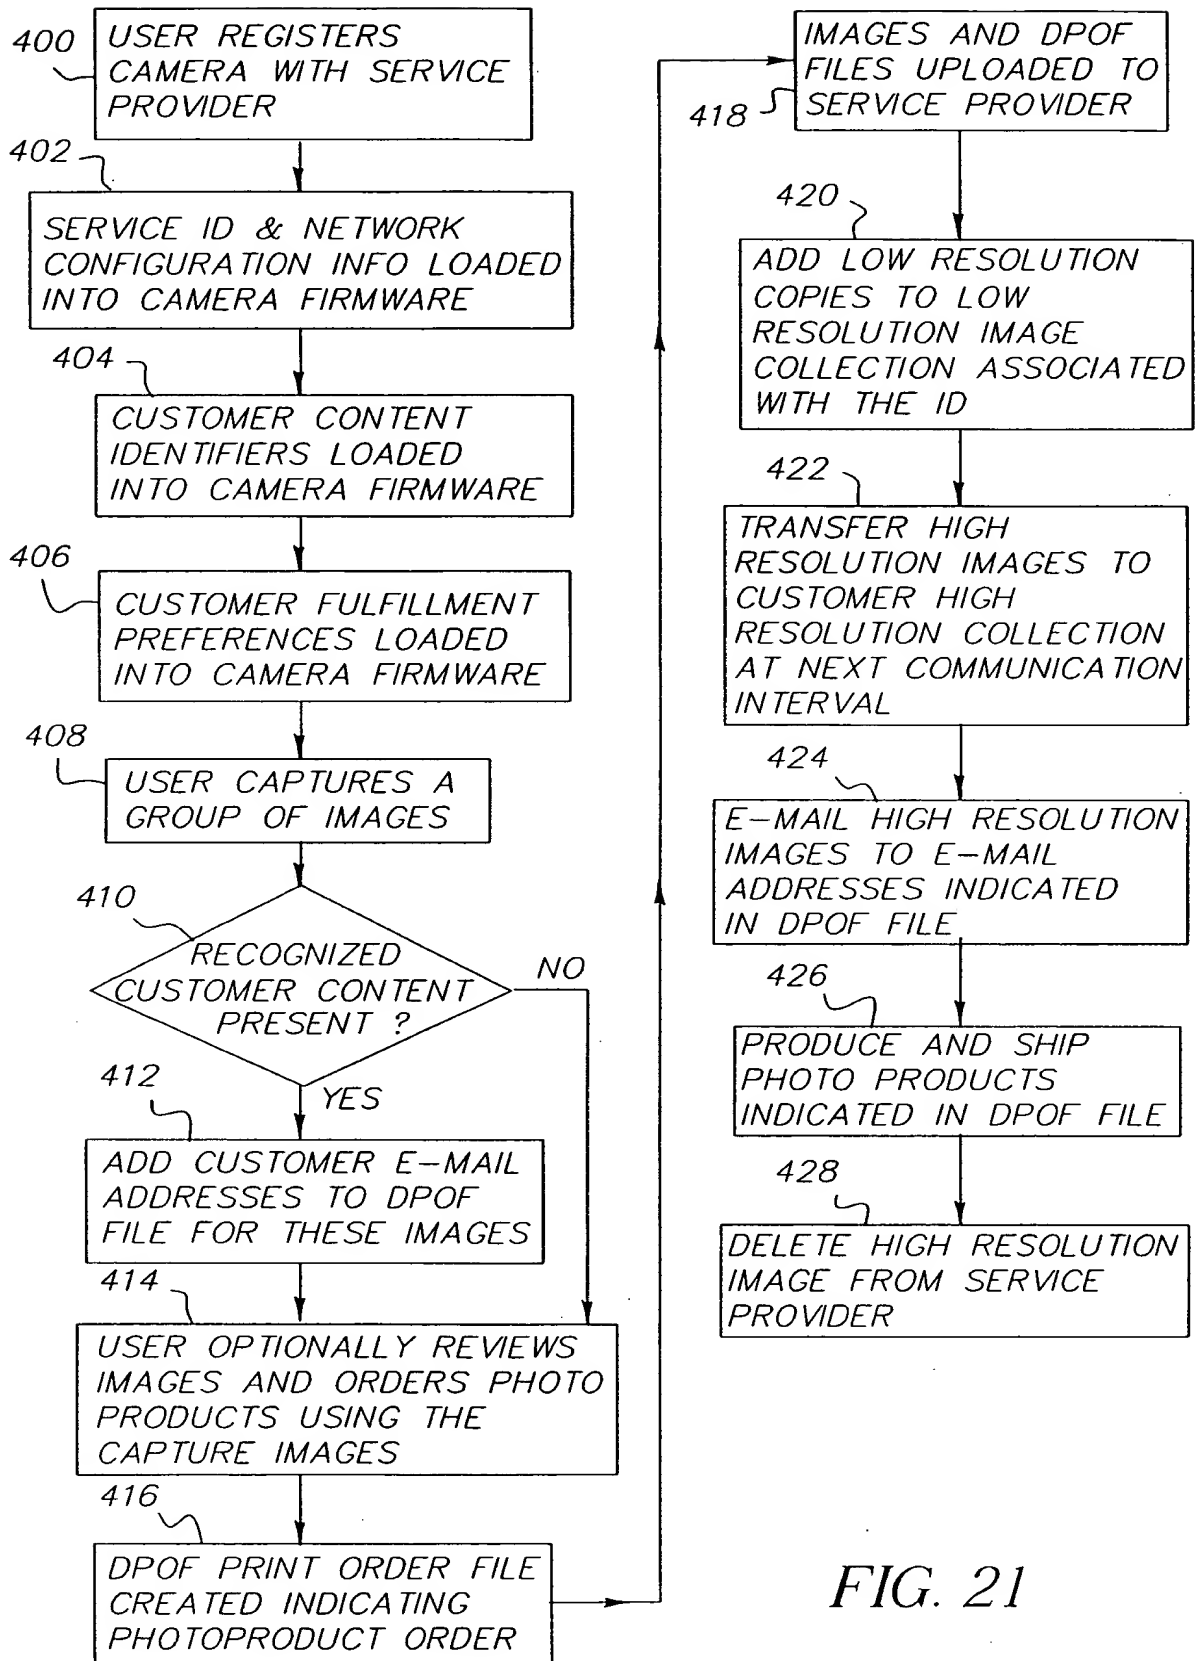 400
USER REGISTERS
CAMERA WITH SERVICE
PROVIDER
402
SERVICE ID & NETWORK
CONFIGURATION INFO LOADED
INTO CAMERA FIRMWARE
404
CUSTOMER CONTENT
IDENTIFIERS LOADED
INTO CAMERA FIRMWARE
406
CUSTOMER FULFILLMENT
PREFERENCES LOADED
INTO CAMERA FIRMWARE
408
USER CAPTURES A
GROUP OF IMAGES
410
RECOGNIZED
CUSTOMER CONTENT
PRESENT ?
NO
YES
412
ADD CUSTOMER E-MAIL
ADDRESSES TO DPOF
FILE FOR THESE IMAGES
414
USER OPTIONALLY REVIEWS
IMAGES AND ORDERS PHOTO
PRODUCTS USING THE
CAPTURE IMAGES
416
DPOF PRINT ORDER FILE
CREATED INDICATING
PHOTOPRODUCT ORDER
IMAGES AND DPOF
FILES UPLOADED TO
SERVICE PROVIDER
418
420
ADD LOW RESOLUTION
COPIES TO LOW
RESOLUTION IMAGE
COLLECTION ASSOCIATED
WITH THE ID
422
TRANSFER HIGH
RESOLUTION IMAGES TO
CUSTOMER HIGH
RESOLUTION COLLECTION
AT NEXT COMMUNICATION
INTERVAL
424
E-MAIL HIGH RESOLUTION
IMAGES TO E-MAIL
ADDRESSES INDICATED
IN DPOF FILE
426
PRODUCE AND SHIP
PHOTO PRODUCTS
INDICATED IN DPOF FILE
428
DELETE HIGH RESOLUTION
IMAGE FROM SERVICE
PROVIDER
FIG. 21